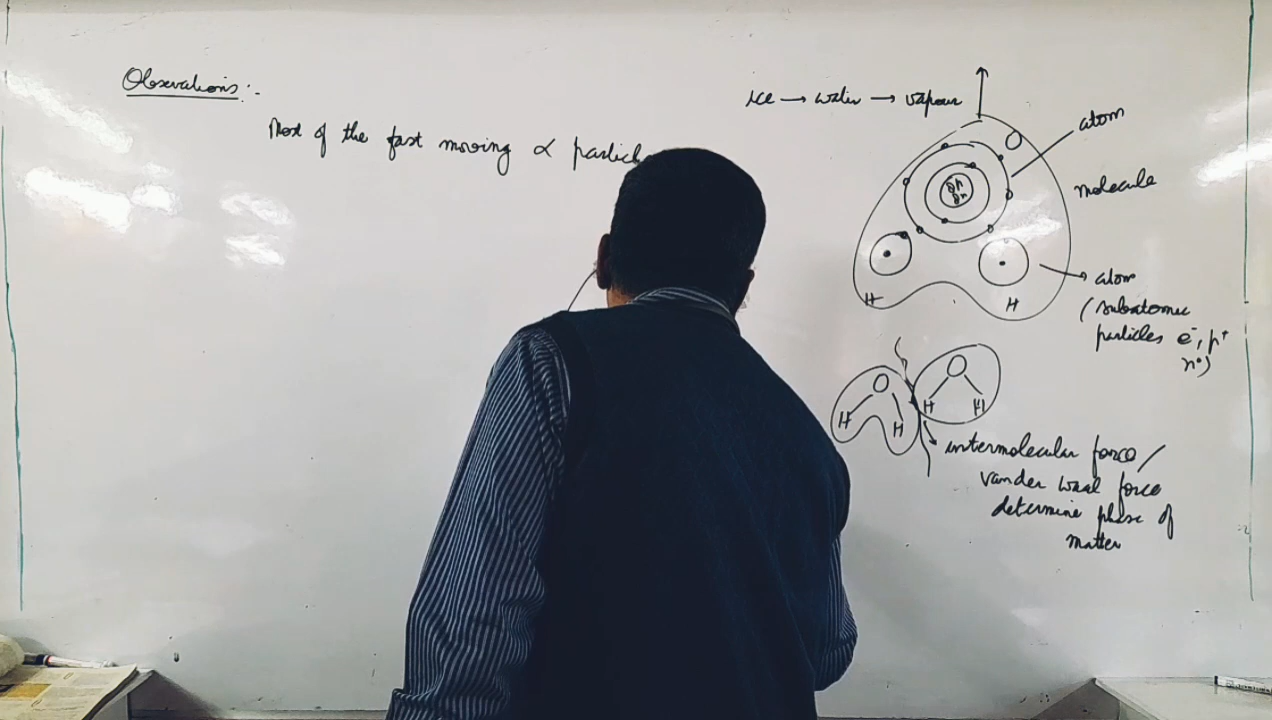 Observations:-
Most of the fast moving α particle
ice → water → vapour
atom
O
molecule
8p
8n
H
H
atom
(subatomic
particles e⁻, p⁺
n⁰)
O
O
H
H
H
H
intermolecular force/
vander waal force
determine phase of
matter